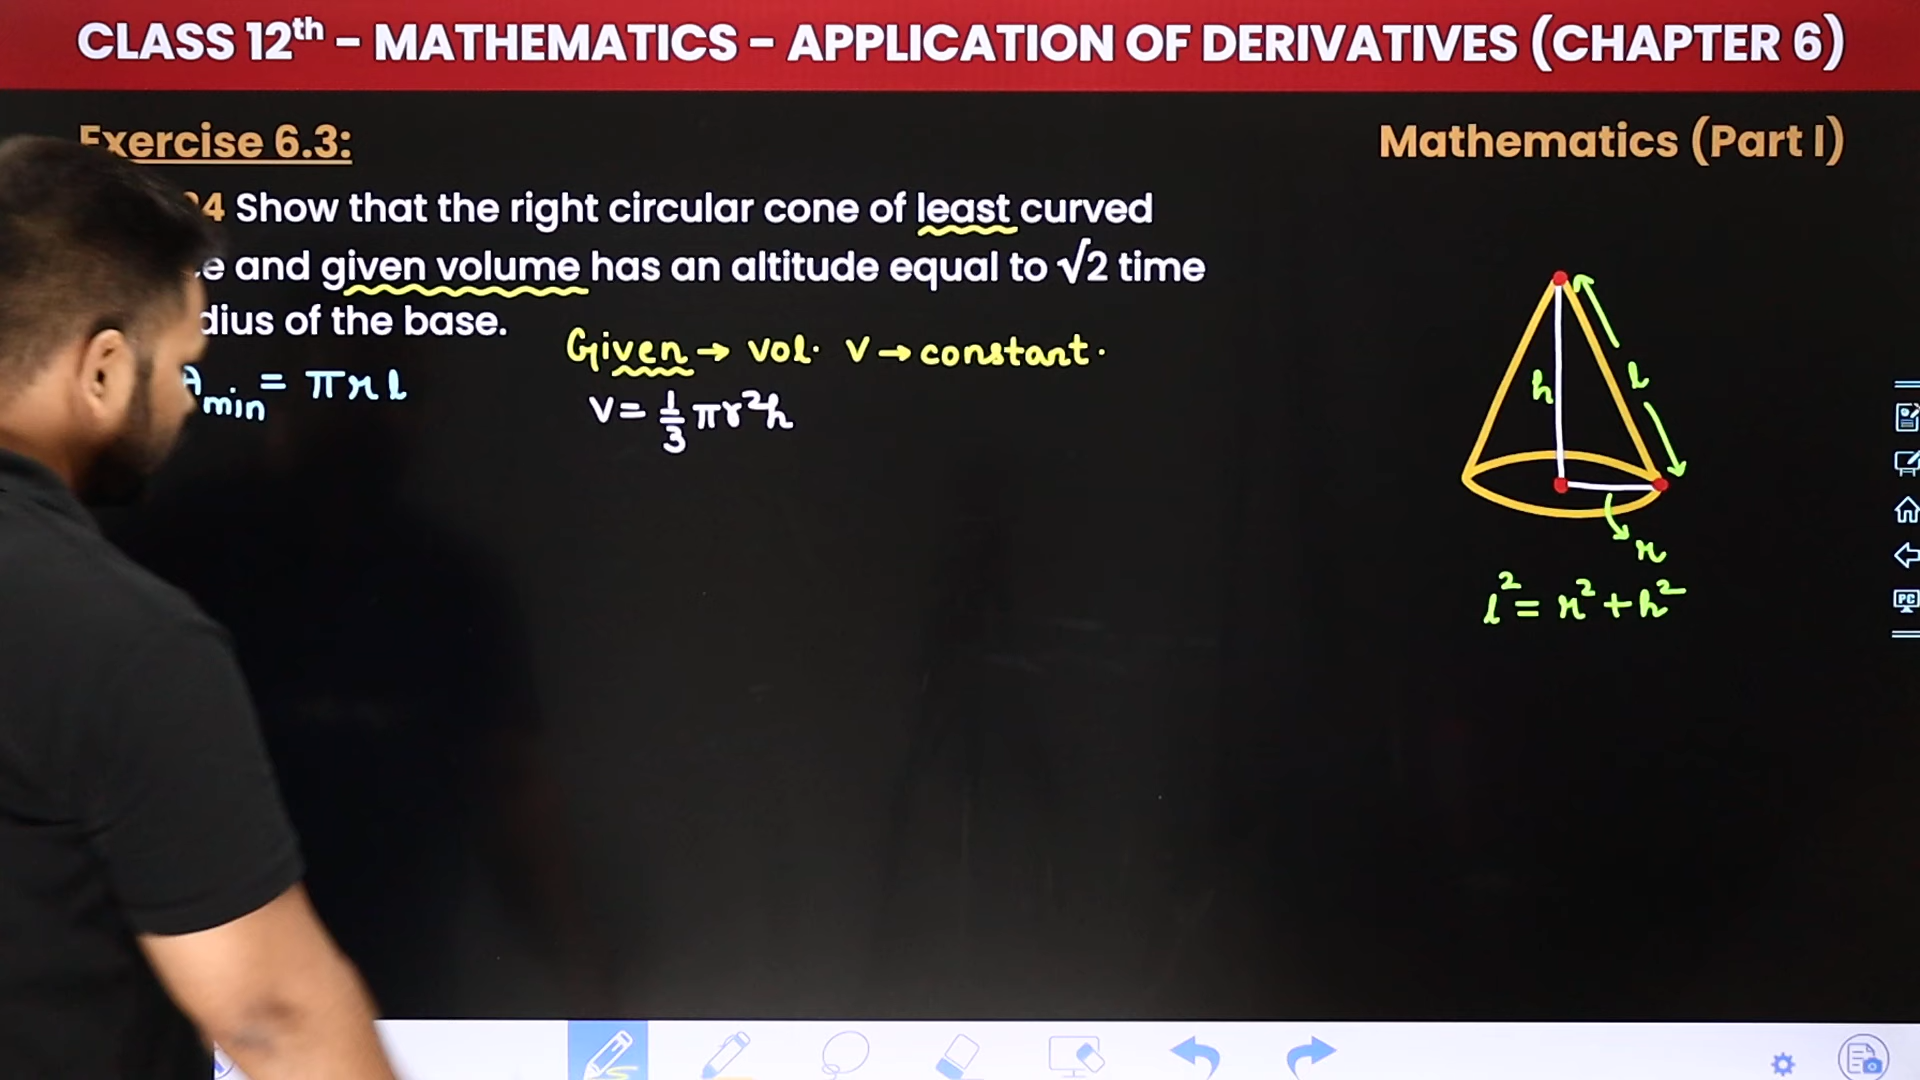 CLASS 12th - MATHEMATICS - APPLICATION OF DERIVATIVES (CHAPTER 6)
Exercise 6.3:
Mathematics (Part I)
4 Show that the right circular cone of least curved
e and given volume has an altitude equal to √2 time
dius of the base.
Given → vol. V → constant.
A min = πrl
V = 1/3 πr²h
h
l
r
l² = r² + h²
PC